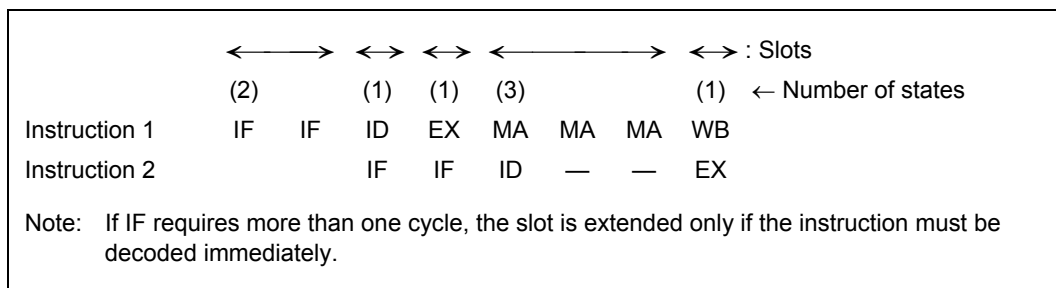 : Slots
(2) (1) (1) (3) (1) ← Number of states
Instruction 1 IF IF ID EX MA MA MA WB
Instruction 2 IF IF ID — — EX
Note: If IF requires more than one cycle, the slot is extended only if the instruction must be
decoded immediately.